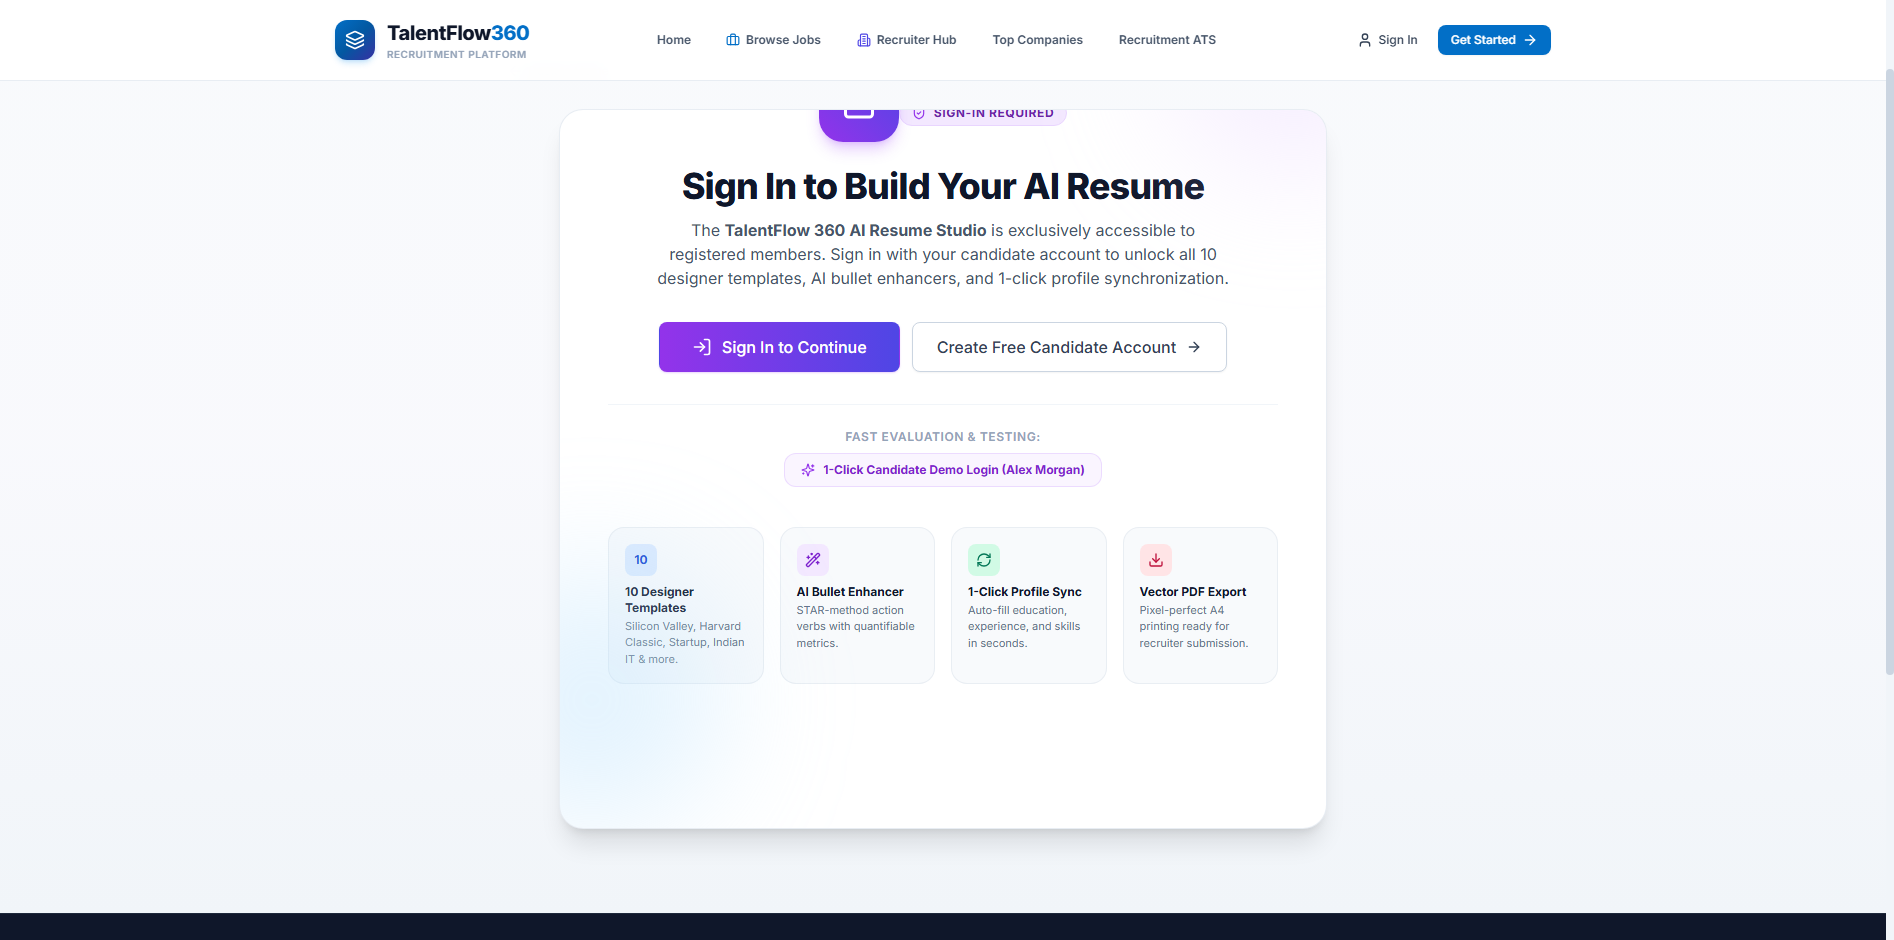 TalentFlow360
RECRUITMENT PLATFORM
Home
Browse Jobs
Recruiter Hub
Top Companies
Recruitment ATS
Sign In
Get Started
SIGN-IN REQUIRED
Sign In to Build Your AI Resume
The TalentFlow 360 AI Resume Studio is exclusively accessible to
registered members. Sign in with your candidate account to unlock all 10
designer templates, AI bullet enhancers, and 1-click profile synchronization.
Sign In to Continue
Create Free Candidate Account
FAST EVALUATION & TESTING:
1-Click Candidate Demo Login (Alex Morgan)
10
10 Designer
Templates
Silicon Valley, Harvard
Classic, Startup, Indian
IT & more.
AI Bullet Enhancer
STAR-method action
verbs with quantifiable
metrics.
1-Click Profile Sync
Auto-fill education,
experience, and skills
in seconds.
Vector PDF Export
Pixel-perfect A4
printing ready for
recruiter submission.